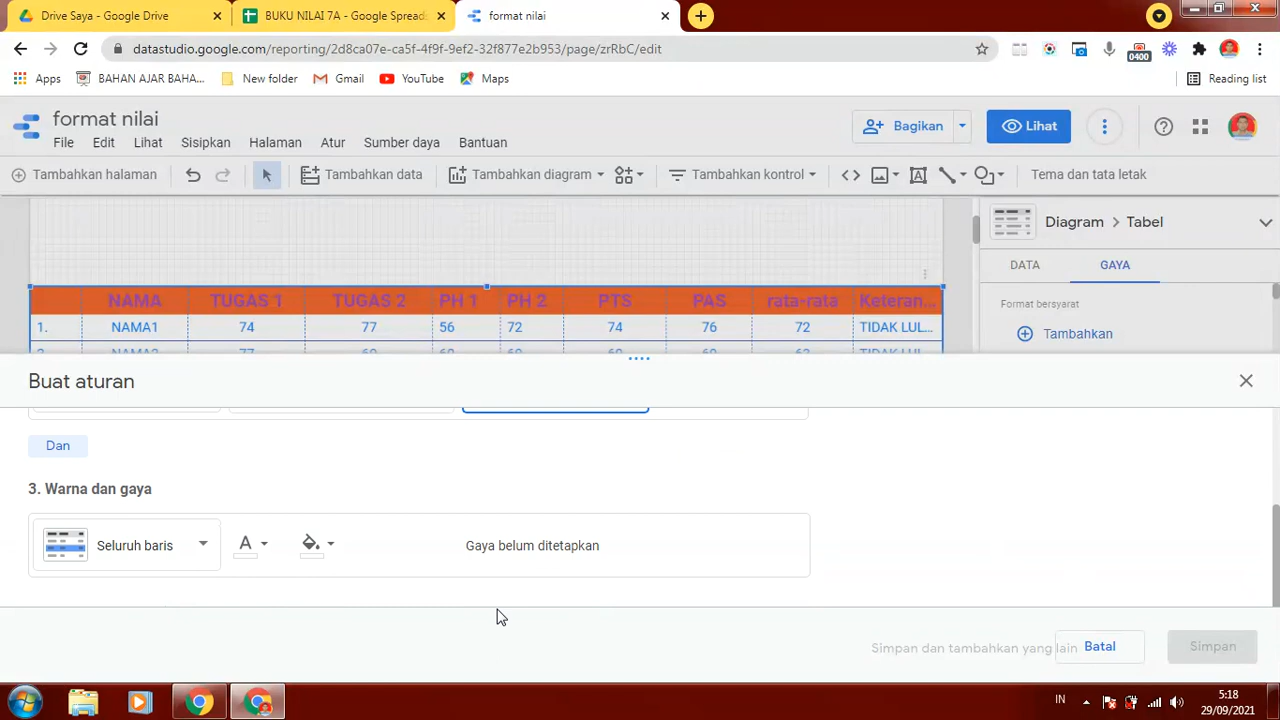 Drive Saya - Google Drive
BUKU NILAI 7A - Google Spreads
format nilai
datastudio.google.com/reporting/2d8ca07e-ca5f-4f9f-9ef2-32f877e2b953/page/zrRbC/edit
0400
Apps
BAHAN AJAR BAHA...
New folder
Gmail
YouTube
Maps
Reading list
format nilai
File Edit Lihat Sisipkan Halaman Atur Sumber daya Bantuan
Bagikan
Lihat
Tambahkan halaman
Tambahkan data
Tambahkan diagram
Tambahkan kontrol
Tema dan tata letak
Diagram > Tabel
DATA GAYA
Format bersyarat
Tambahkan
NAMA TUGAS 1 TUGAS 2 PH 1 PH 2 PTS PAS rata-rata Keteran...
1. NAMA1 74 77 56 72 74 76 72 TIDAK LUL...
Buat aturan
Dan
3. Warna dan gaya
Seluruh baris
A
Gaya belum ditetapkan
Simpan dan tambahkan yang lain
Batal
Simpan
IN
5:18
29/09/2021